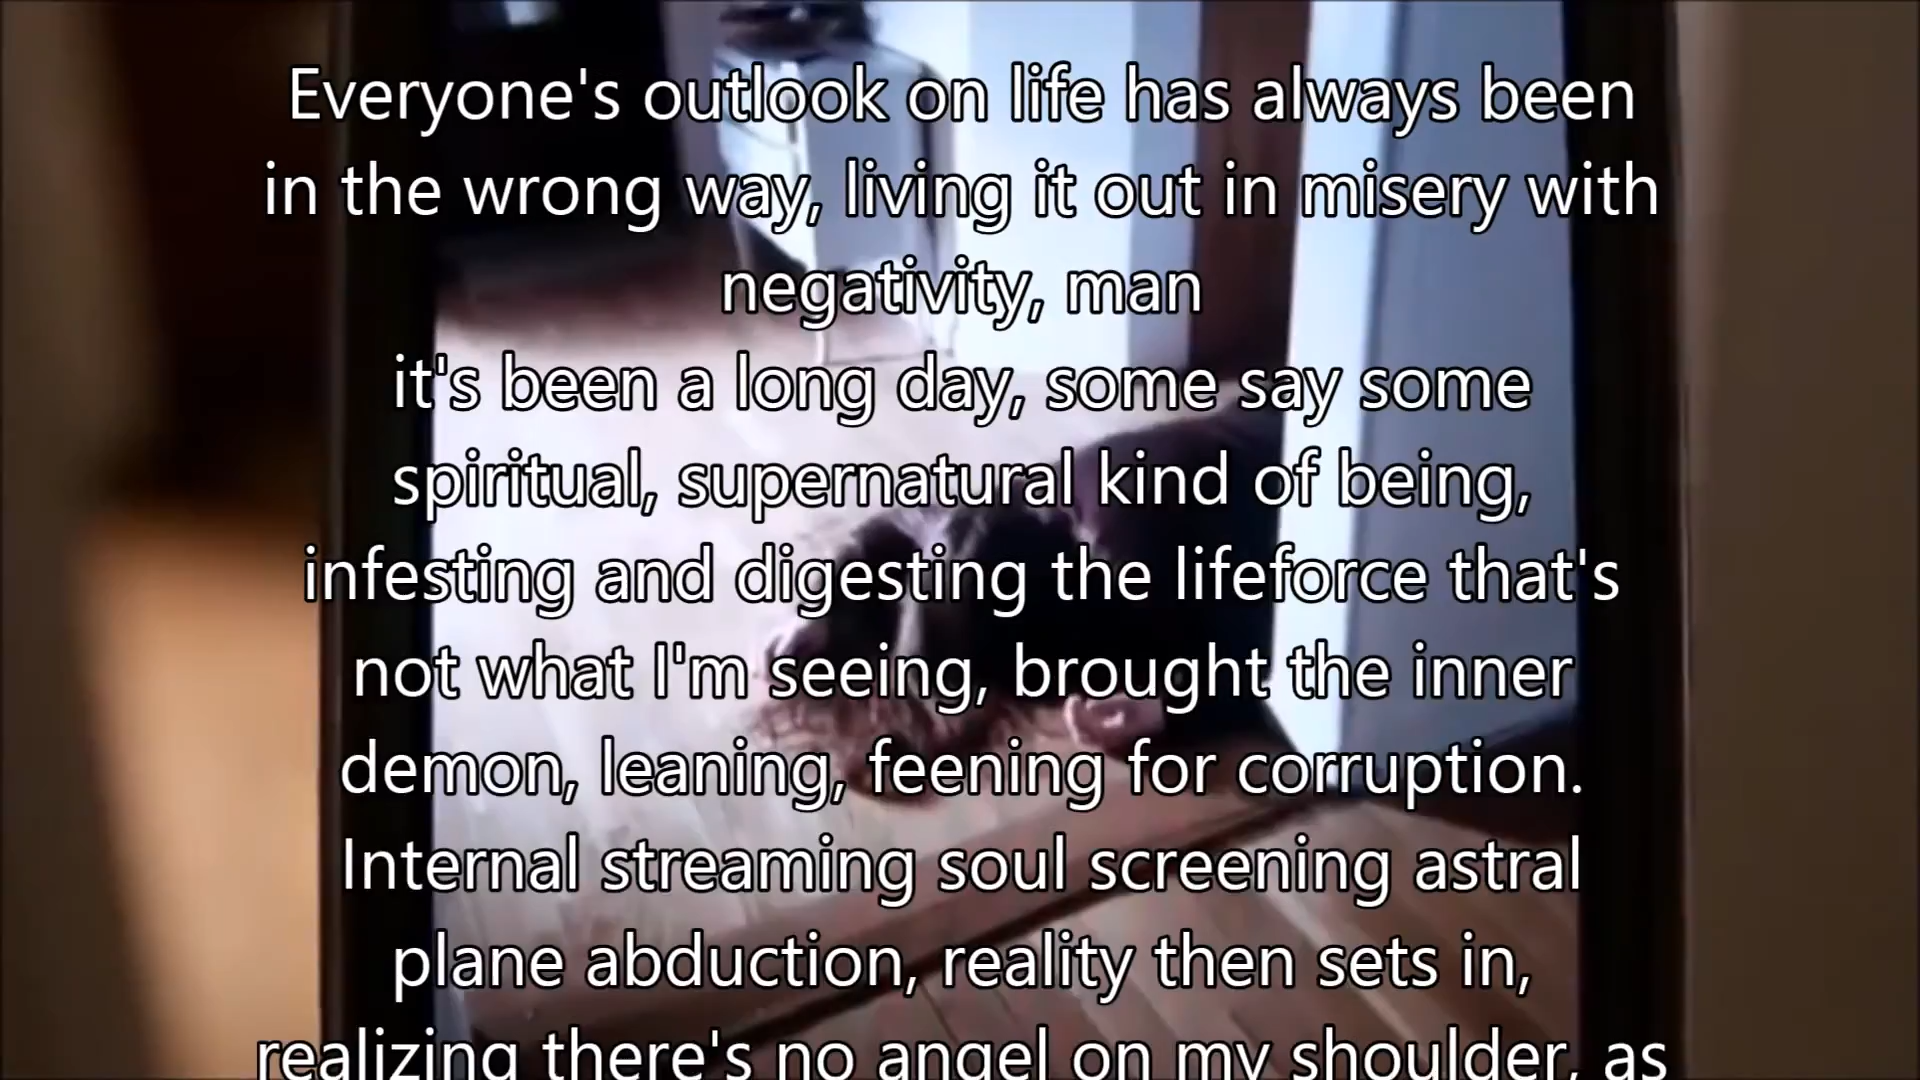 Everyone's outlook on life has always been
in the wrong way, living it out in misery with
negativity, man
it's been a long day, some say some
spiritual, supernatural kind of being,
infesting and digesting the lifeforce that's
not what I'm seeing, brought the inner
demon, leaning, feening for corruption.
Internal streaming soul screening astral
plane abduction, reality then sets in,
realizing there's no angel on my shoulder, as